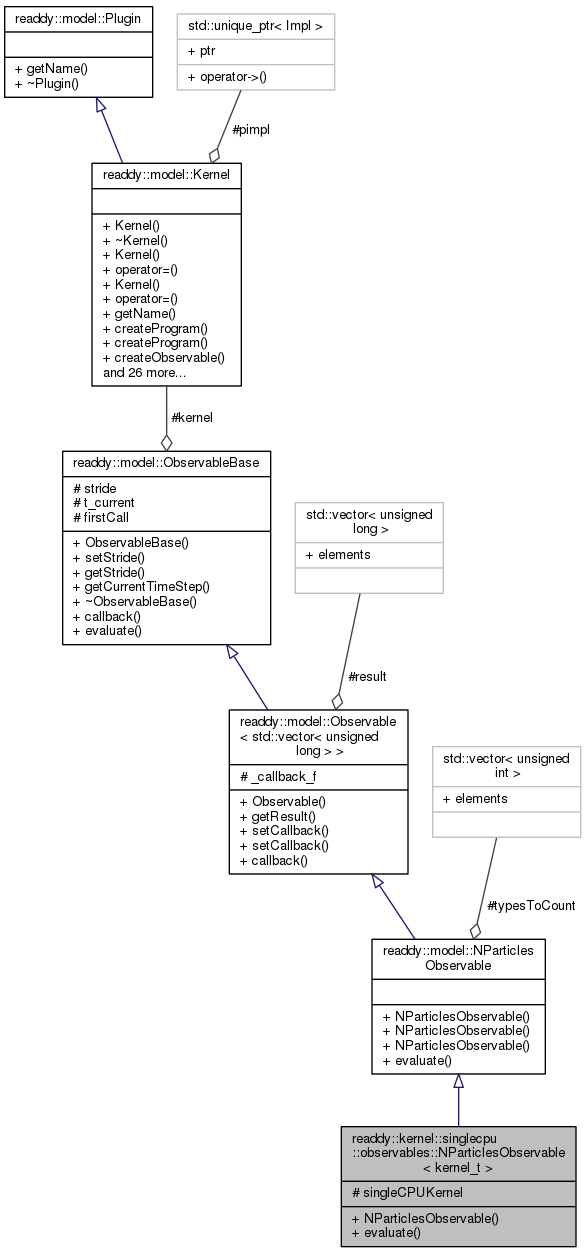 readdy::model::Plugin
+ getName()
+ ~Plugin()
std::unique_ptr< Impl >
+ ptr
+ operator->()
#pimpl
readdy::model::Kernel
+ Kernel()
+ ~Kernel()
+ Kernel()
+ operator=()
+ Kernel()
+ operator=()
+ getName()
+ createProgram()
+ createProgram()
+ createObservable()
and 26 more...
#kernel
readdy::model::ObservableBase
# stride
# t_current
# firstCall
+ ObservableBase()
+ setStride()
+ getStride()
+ getCurrentTimeStep()
+ ~ObservableBase()
+ callback()
+ evaluate()
std::vector< unsigned
long >
+ elements
#result
readdy::model::Observable
< std::vector< unsigned
long > >
# _callback_f
+ Observable()
+ getResult()
+ setCallback()
+ setCallback()
+ callback()
std::vector< unsigned
int >
+ elements
#typesToCount
readdy::model::NParticles
Observable
+ NParticlesObservable()
+ NParticlesObservable()
+ NParticlesObservable()
+ evaluate()
readdy::kernel::singlecpu
::observables::NParticlesObservable
< kernel_t >
# singleCPUKernel
+ NParticlesObservable()
+ evaluate()